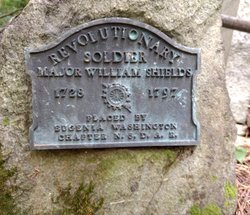 REVOLUTIONARY
SOLDIER
MAJOR WILLIAM SHIELDS
1728 1797
PLACED BY
EUGENIA WASHINGTON
CHAPTER N. S. D. A. R.